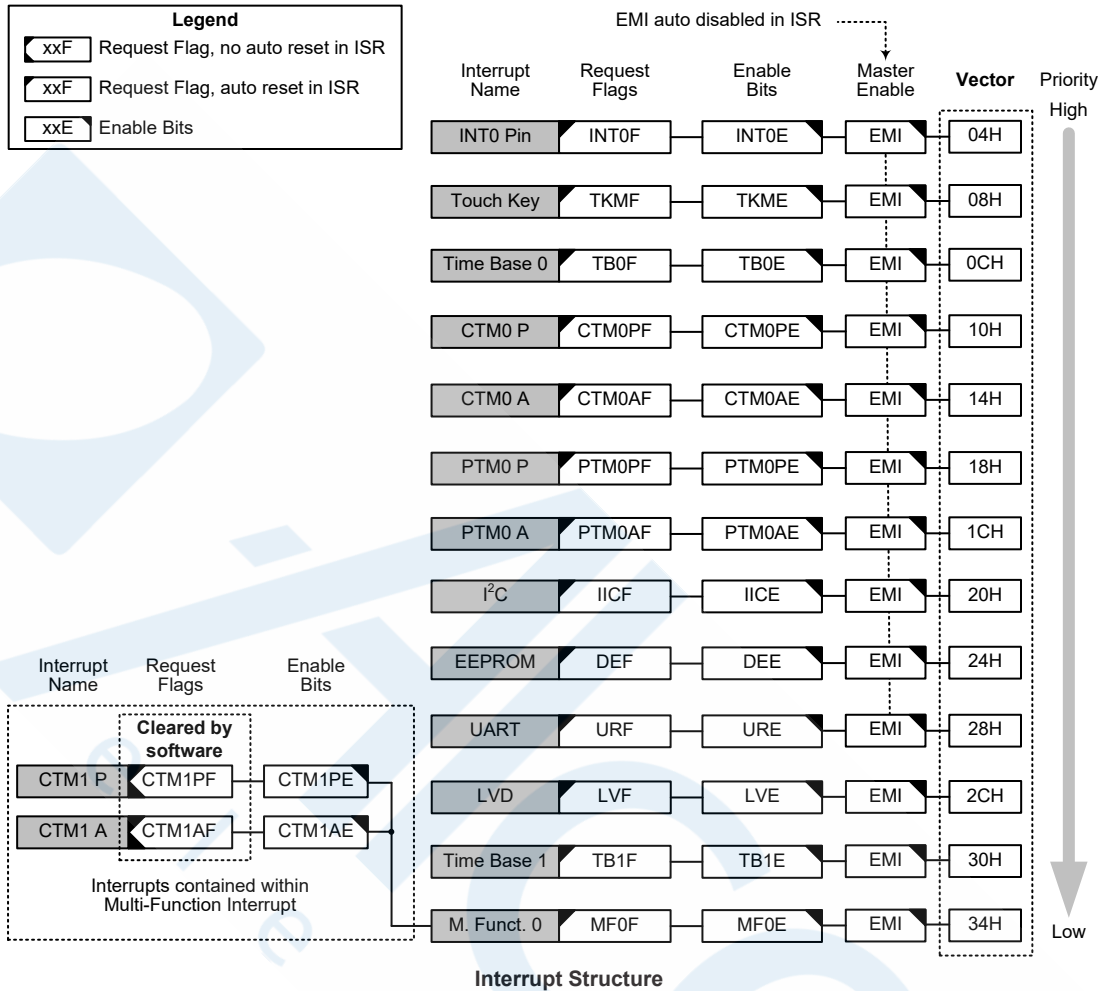 Legend
xxF Request Flag, no auto reset in ISR
xxF Request Flag, auto reset in ISR
xxE Enable Bits
EMI auto disabled in ISR
Interrupt Name Request Flags Enable Bits Master Enable Vector Priority
High
INT0 Pin INT0F INT0E EMI 04H
Touch Key TKMF TKME EMI 08H
Time Base 0 TB0F TB0E EMI 0CH
CTM0 P CTM0PF CTM0PE EMI 10H
CTM0 A CTM0AF CTM0AE EMI 14H
PTM0 P PTM0PF PTM0PE EMI 18H
PTM0 A PTM0AF PTM0AE EMI 1CH
I²C IICF IICE EMI 20H
EEPROM DEF DEE EMI 24H
UART URF URE EMI 28H
LVD LVF LVE EMI 2CH
Time Base 1 TB1F TB1E EMI 30H
M. Funct. 0 MF0F MF0E EMI 34H
Low
Interrupt Name Request Flags Enable Bits
Cleared by
software
CTM1 P CTM1PF CTM1PE
CTM1 A CTM1AF CTM1AE
Interrupts contained within
Multi-Function Interrupt
Interrupt Structure